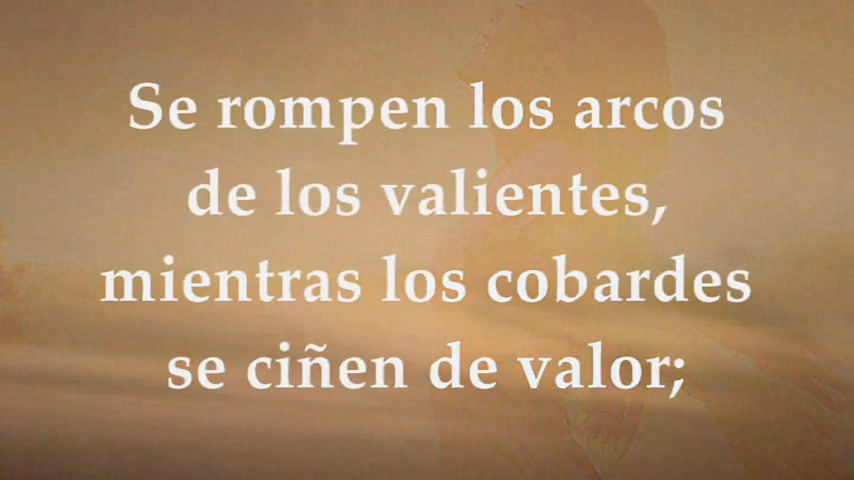 Se rompen los arcos
de los valientes,
mientras los cobardes
se ciñen de valor;